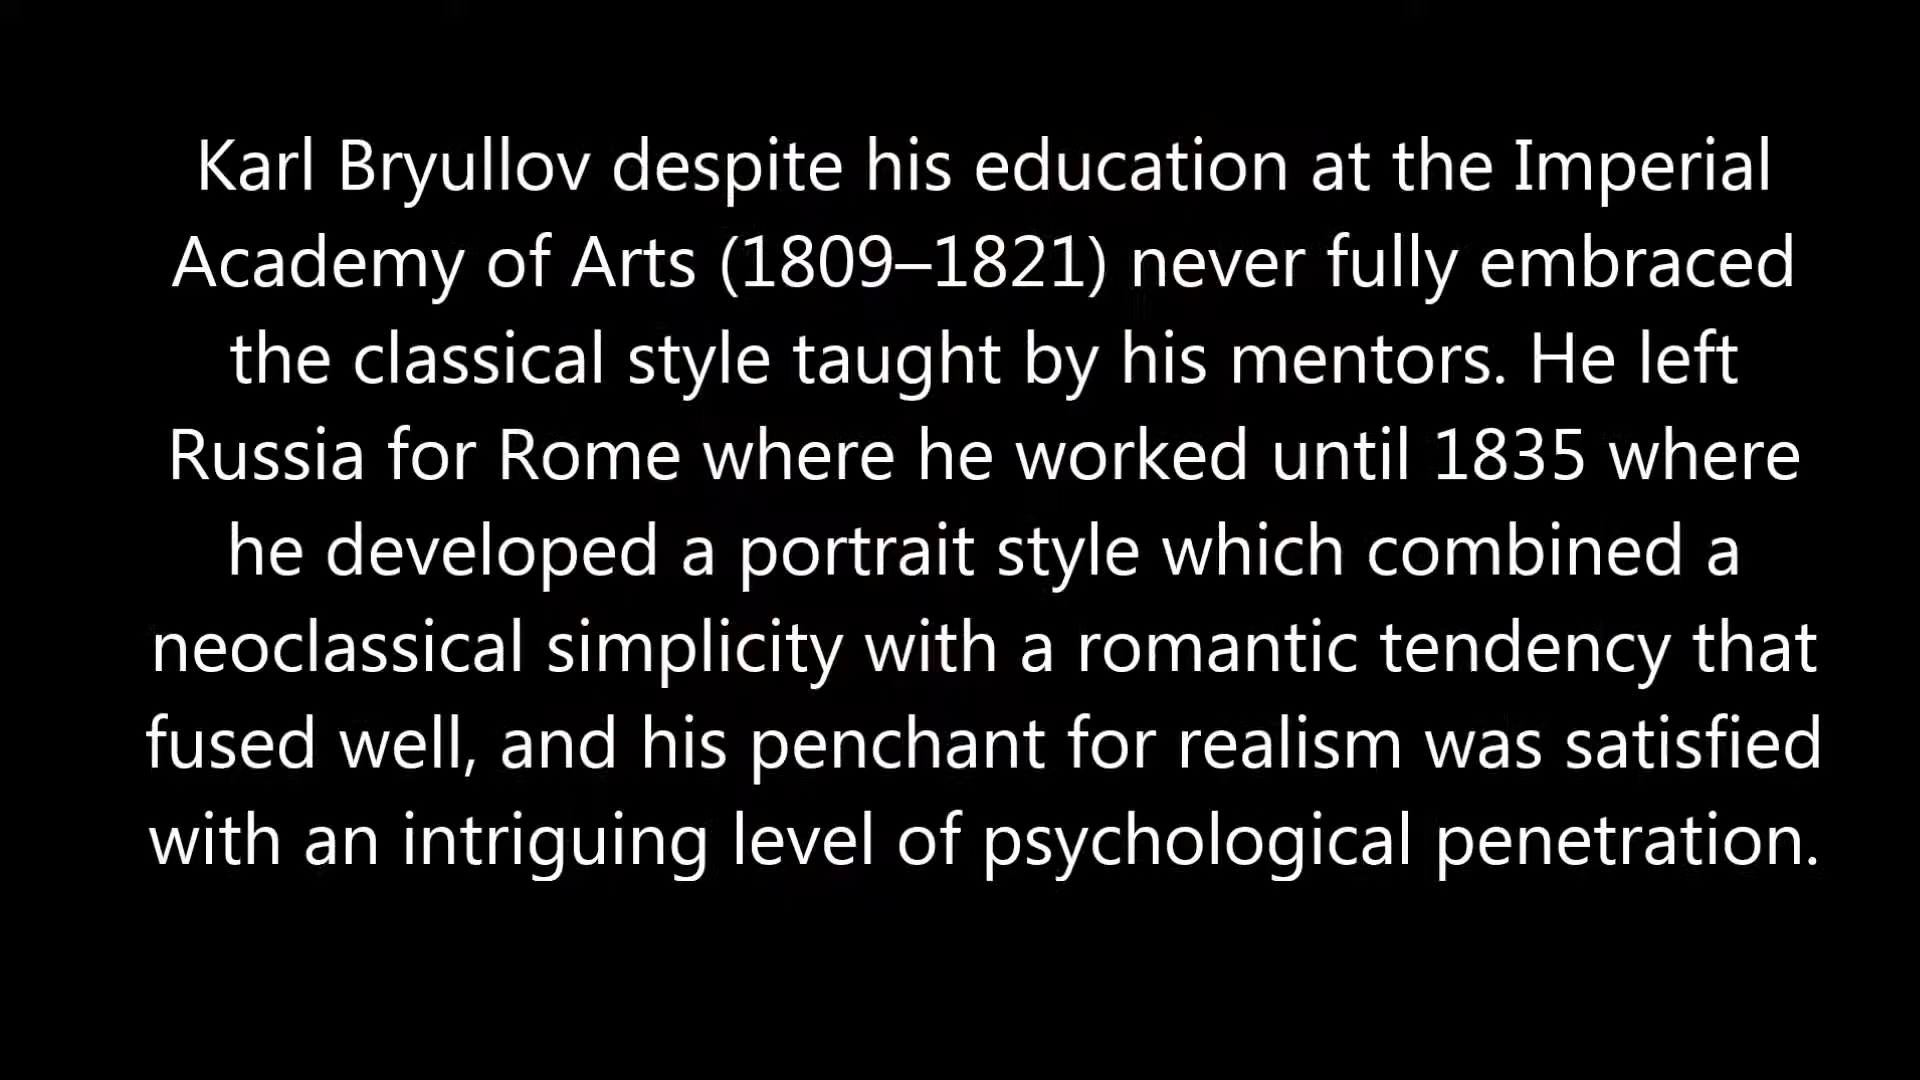 Karl Bryullov despite his education at the Imperial
Academy of Arts (1809–1821) never fully embraced
the classical style taught by his mentors. He left
Russia for Rome where he worked until 1835 where
he developed a portrait style which combined a
neoclassical simplicity with a romantic tendency that
fused well, and his penchant for realism was satisfied
with an intriguing level of psychological penetration.